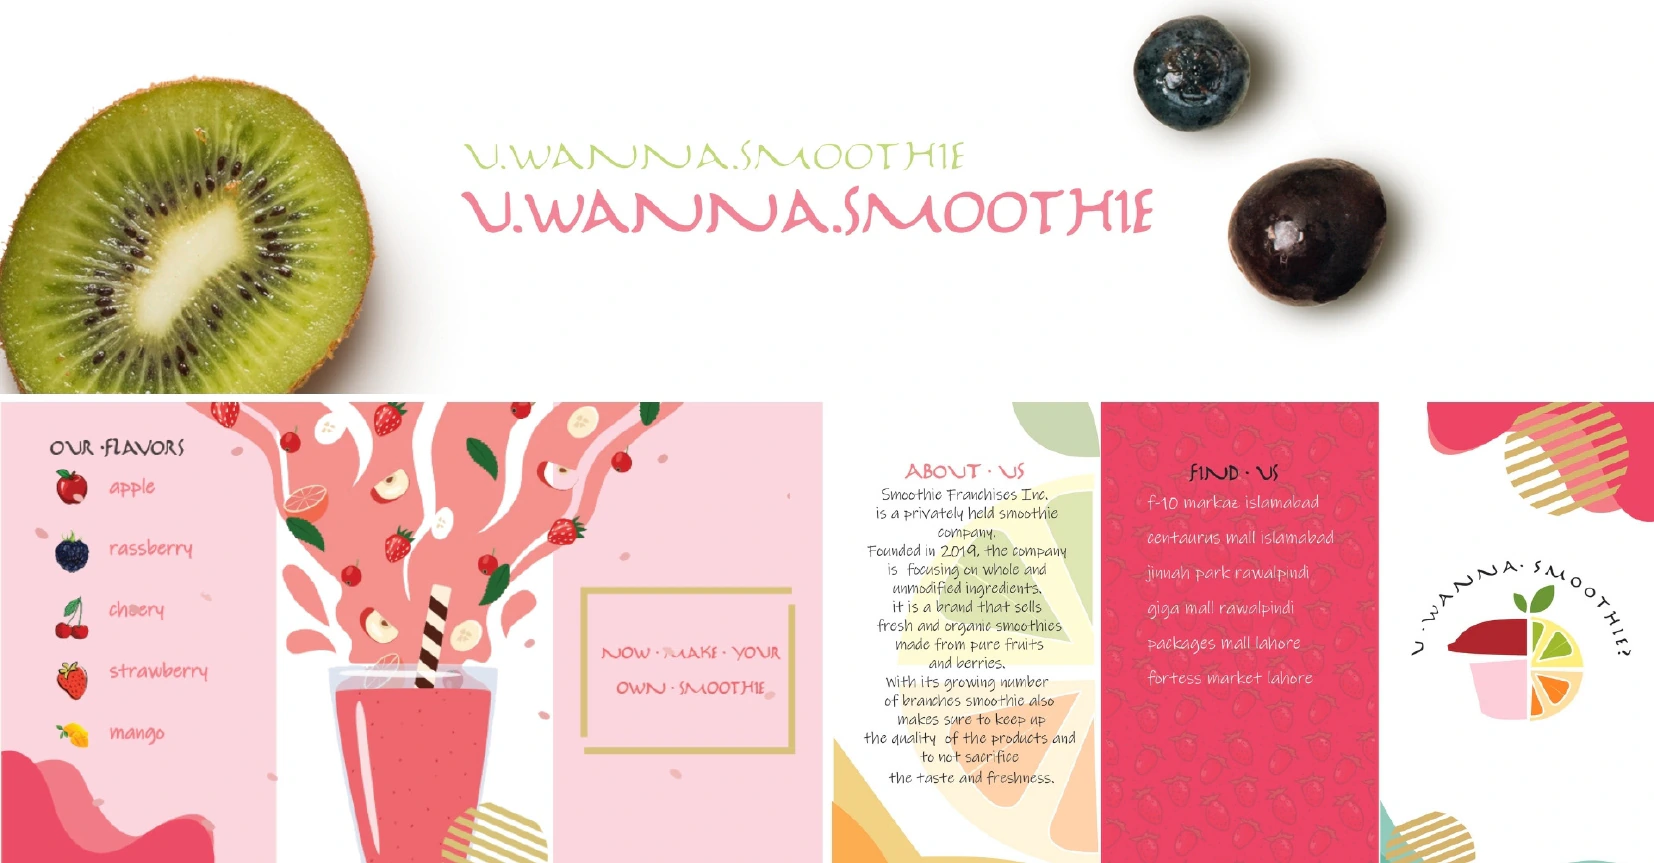 U.WANNA.SMOOTHIE
U.WANNA.SMOOTHIE
OUR·FLAVORS
apple
rassberry
cheery
strawberry
mango
NOW·MAKE·YOUR
OWN·SMOOTHIE
ABOUT·US
Smoothie Franchises Inc.
is a privately held smoothie
company.
Founded in 2019, the company
is focusing on whole and
unmodified ingredients.
it is a brand that sells
fresh and organic smoothies
made from pure fruits
and berries.
With its growing number
of branches smoothie also
makes sure to keep up
the quality of the products and
to not sacrifice
the taste and freshness.
FIND·US
f-10 markaz islamabad
centaurus mall islamabad
jinnah park rawalpindi
giga mall rawalpindi
packages mall lahore
fortess market lahore
U·WANNA·SMOOTHIE?